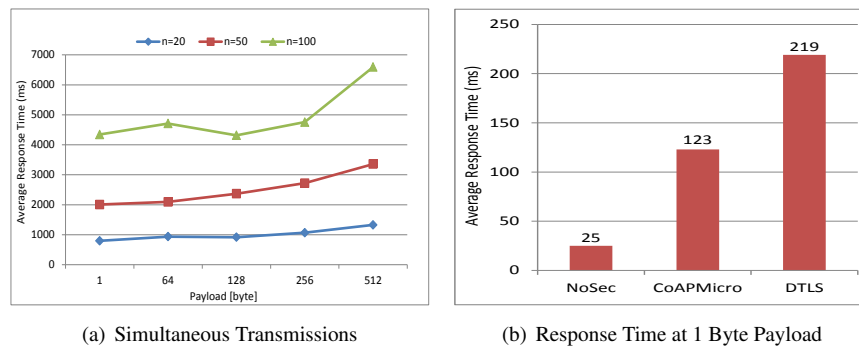 n=20 n=50 n=100
Average Response Time (ms)
7000
6000
5000
4000
3000
2000
1000
0
1 64 128 256 512
Payload [byte]
(a) Simultaneous Transmissions
Average Response Time (ms)
250
200
150
100
50
0
25
123
219
NoSec CoAPMicro DTLS
(b) Response Time at 1 Byte Payload